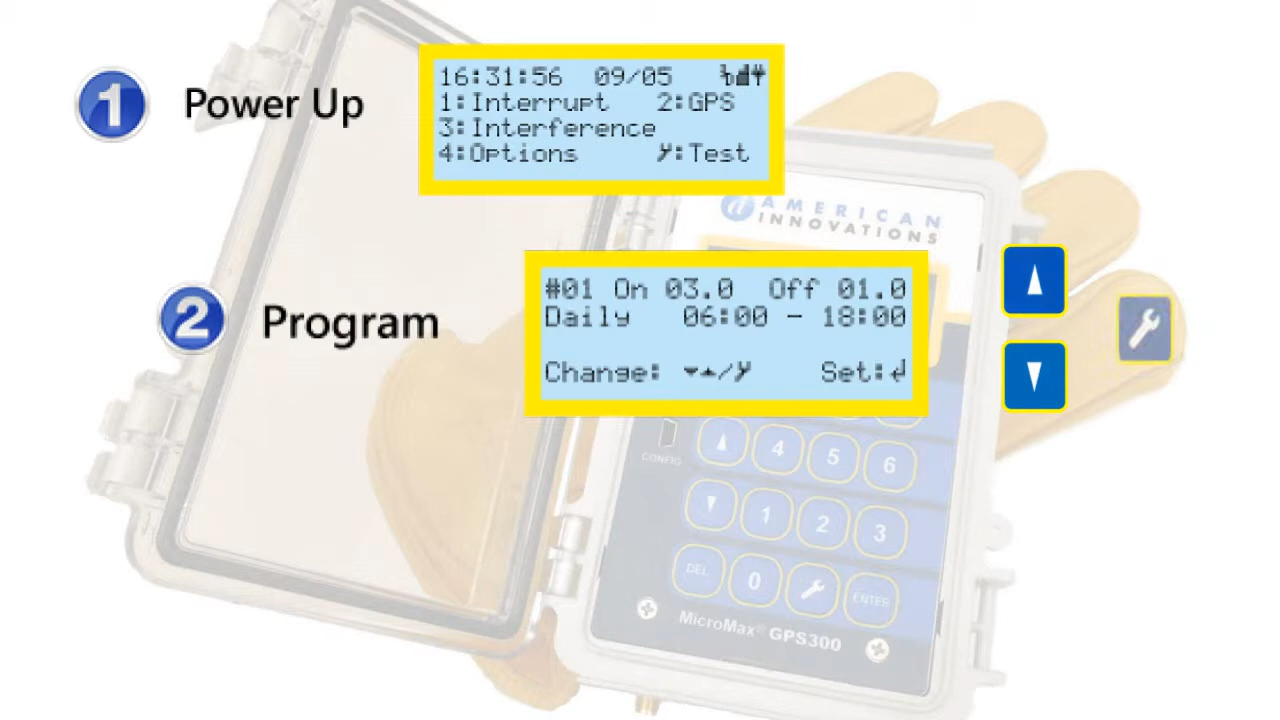 1 Power Up
16:31:56 09/05
1:Interrupt 2:GPS
3:Interference
4:Options :Test
a AMERICAN
INNOVATIONS
2 Program
#01 On 03.0 Off 01.0
Daily 06:00 - 18:00
Change: ▼▲/ Set:↲
CONFIG
4 5 6
1 2 3
DEL 0 ENTER
MicroMax® GPS300